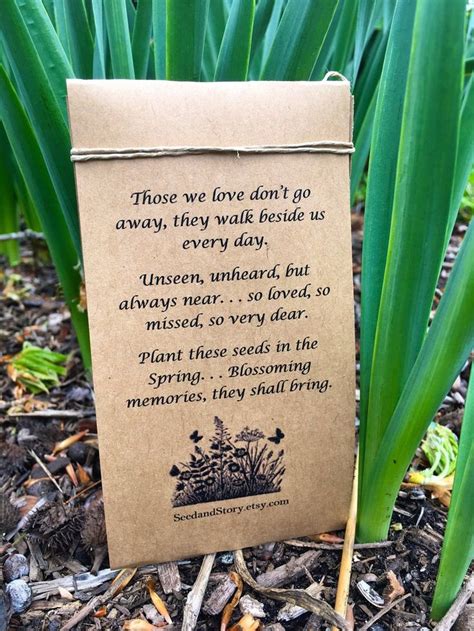 Those we love don't go
away, they walk beside us
every day.
Unseen, unheard, but
always near. . . so loved, so
missed, so very dear.
Plant these seeds in the
Spring. . . Blossoming
memories, they shall bring.
SeedandStory.etsy.com